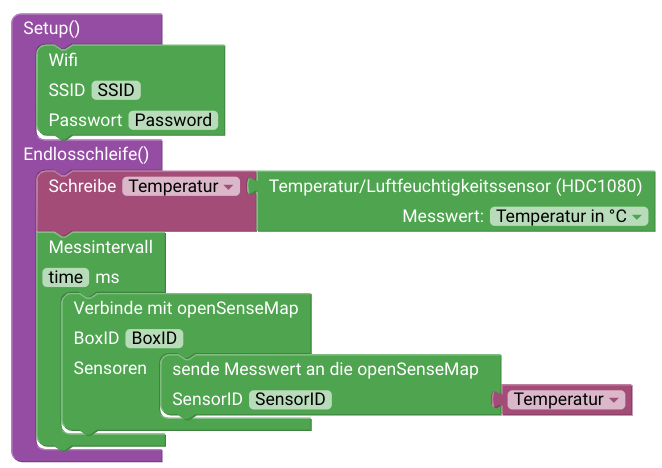 Setup()
Wifi
SSID SSID
Passwort Password
Endlosschleife()
Schreibe Temperatur Temperatur/Luftfeuchtigkeitssensor (HDC1080)
Messwert: Temperatur in °C
Messintervall
time ms
Verbinde mit openSenseMap
BoxID BoxID
Sensoren sende Messwert an die openSenseMap
SensorID SensorID Temperatur